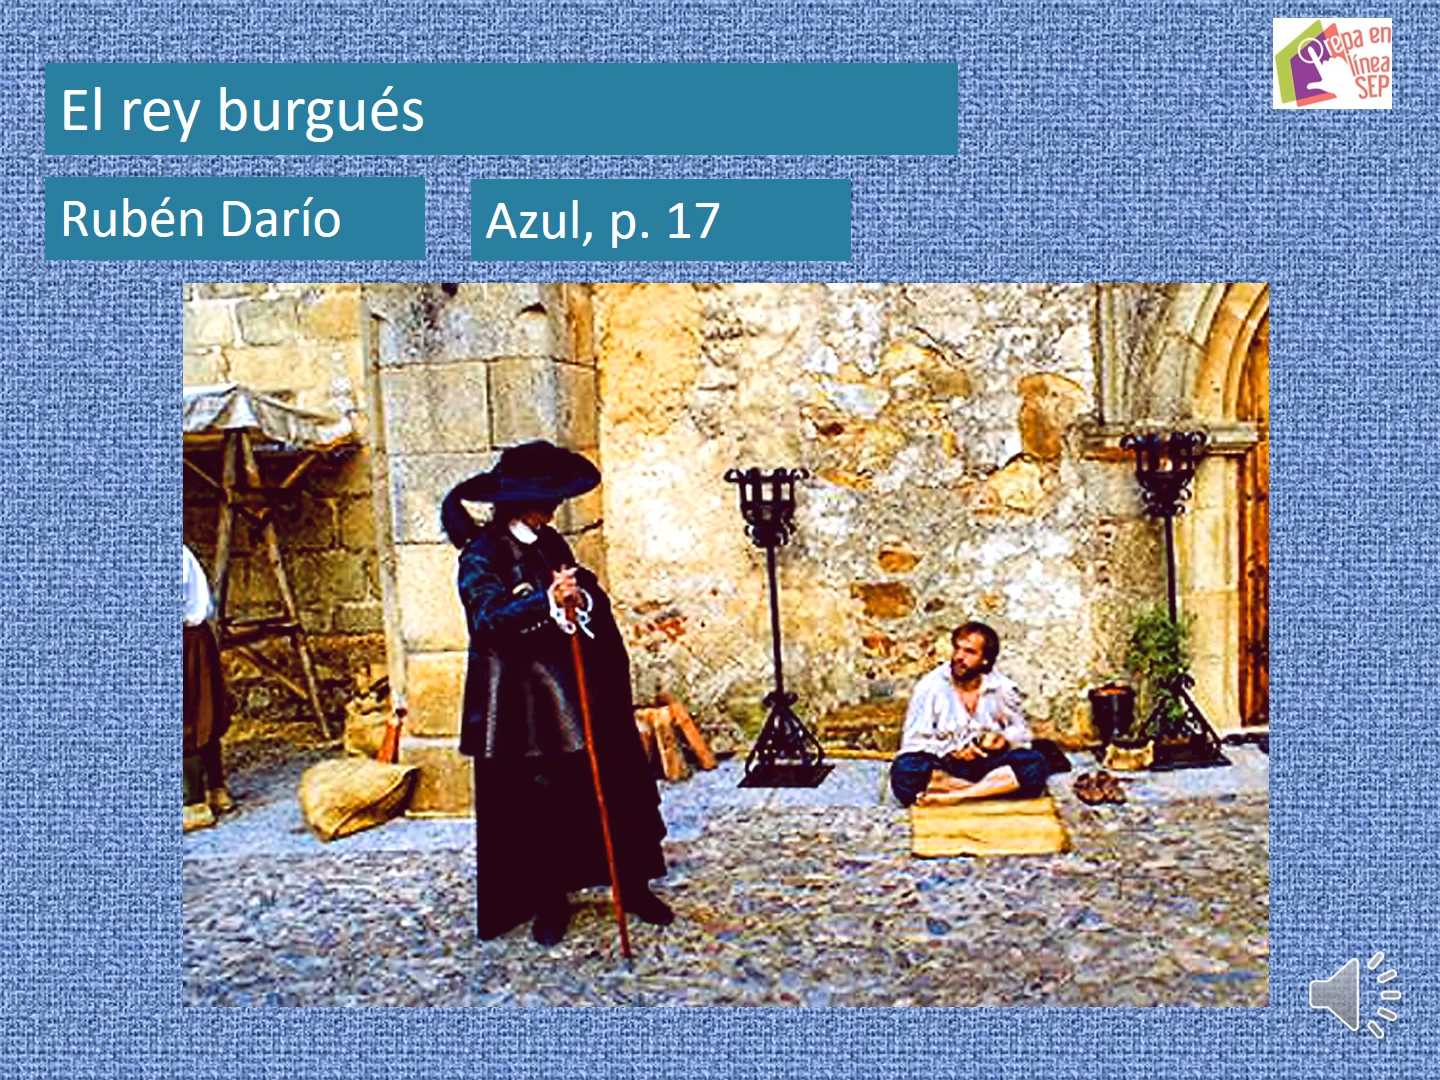 El rey burgués
Rubén Darío
Azul, p. 17
Prepa en
línea
SEP